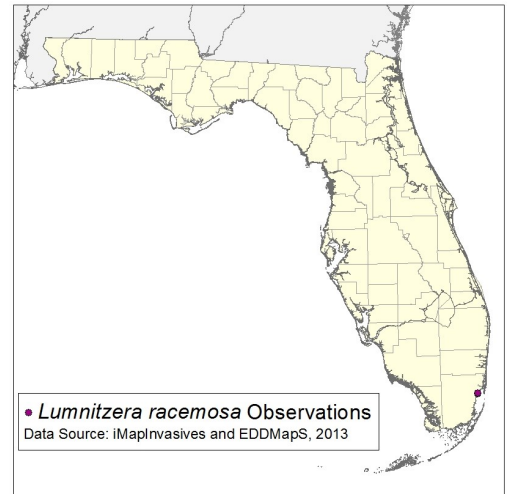 Lumnitzera racemosa Observations
Data Source: iMapInvasives and EDDMapS, 2013